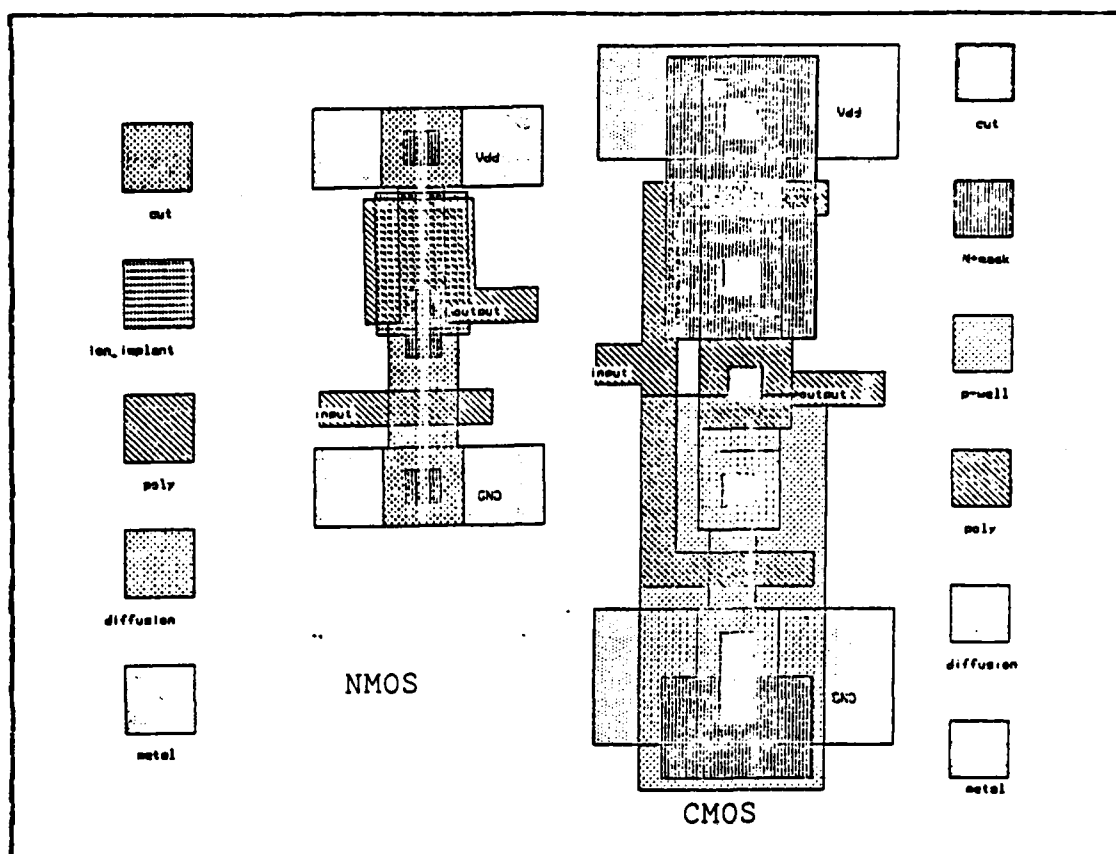 cut
ion_implant
poly
diffusion
metal
Vdd
output
input
GND
NMOS
Vdd
input
output
GND
CMOS
cut
N+mask
p-well
poly
diffusion
metal